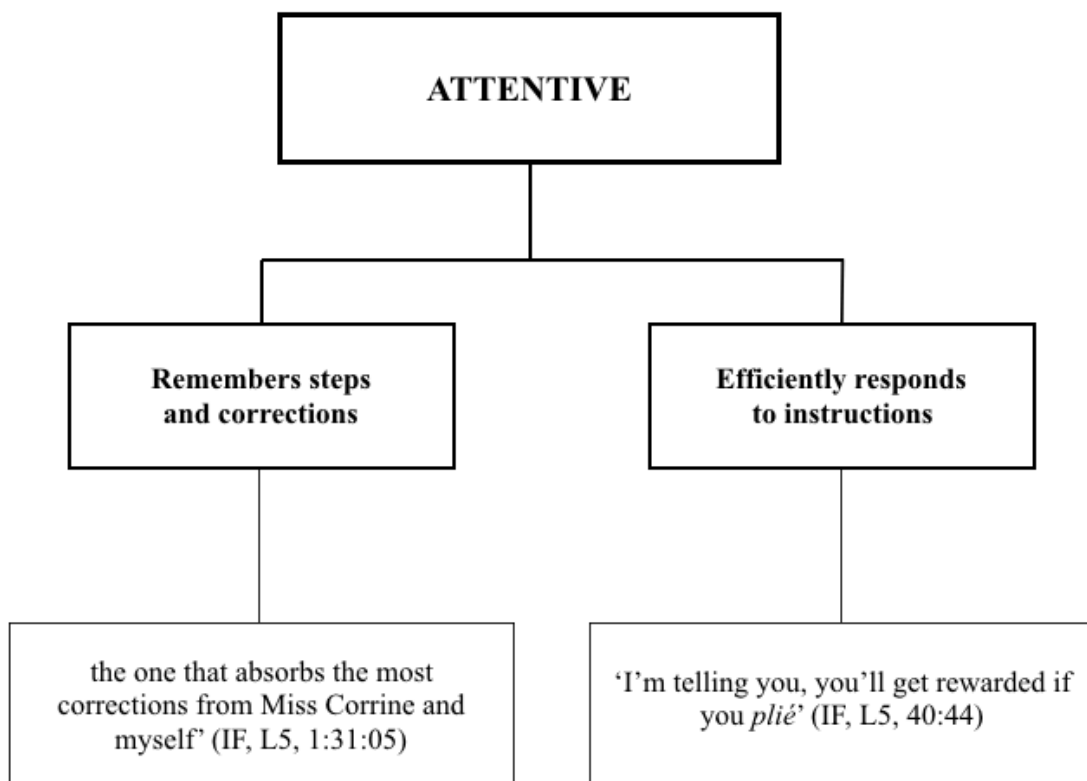 ATTENTIVE
Remembers steps
and corrections
Efficiently responds
to instructions
the one that absorbs the most
corrections from Miss Corrine and
myself’ (IF, L5, 1:31:05)
‘I’m telling you, you’ll get rewarded if
you plié’ (IF, L5, 40:44)